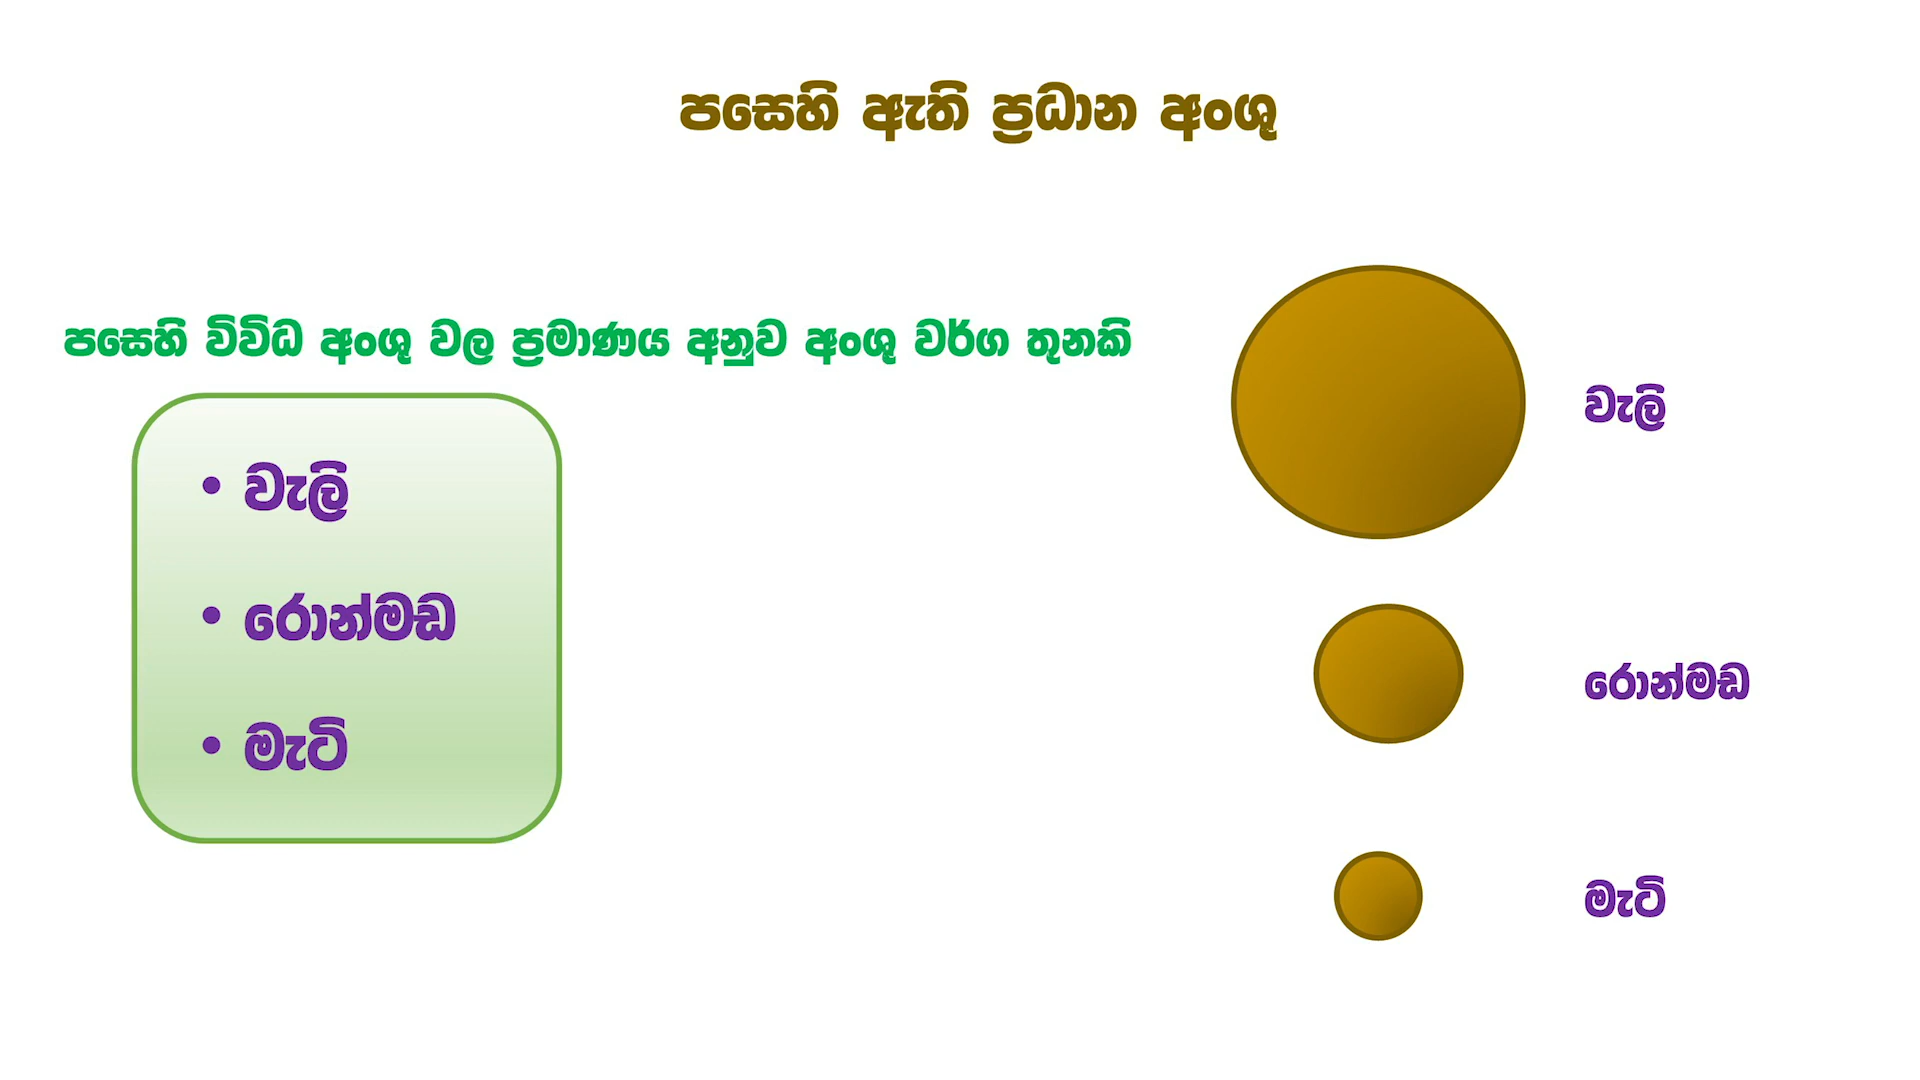 පසෙහි ඇති ප්‍රධාන අංශු
පසෙහි විවිධ අංශු වල ප්‍රමාණය අනුව අංශු වර්ග තුනකි
• වැලි
• රොන්මඩ
• මැටි
වැලි
රොන්මඩ
මැටි